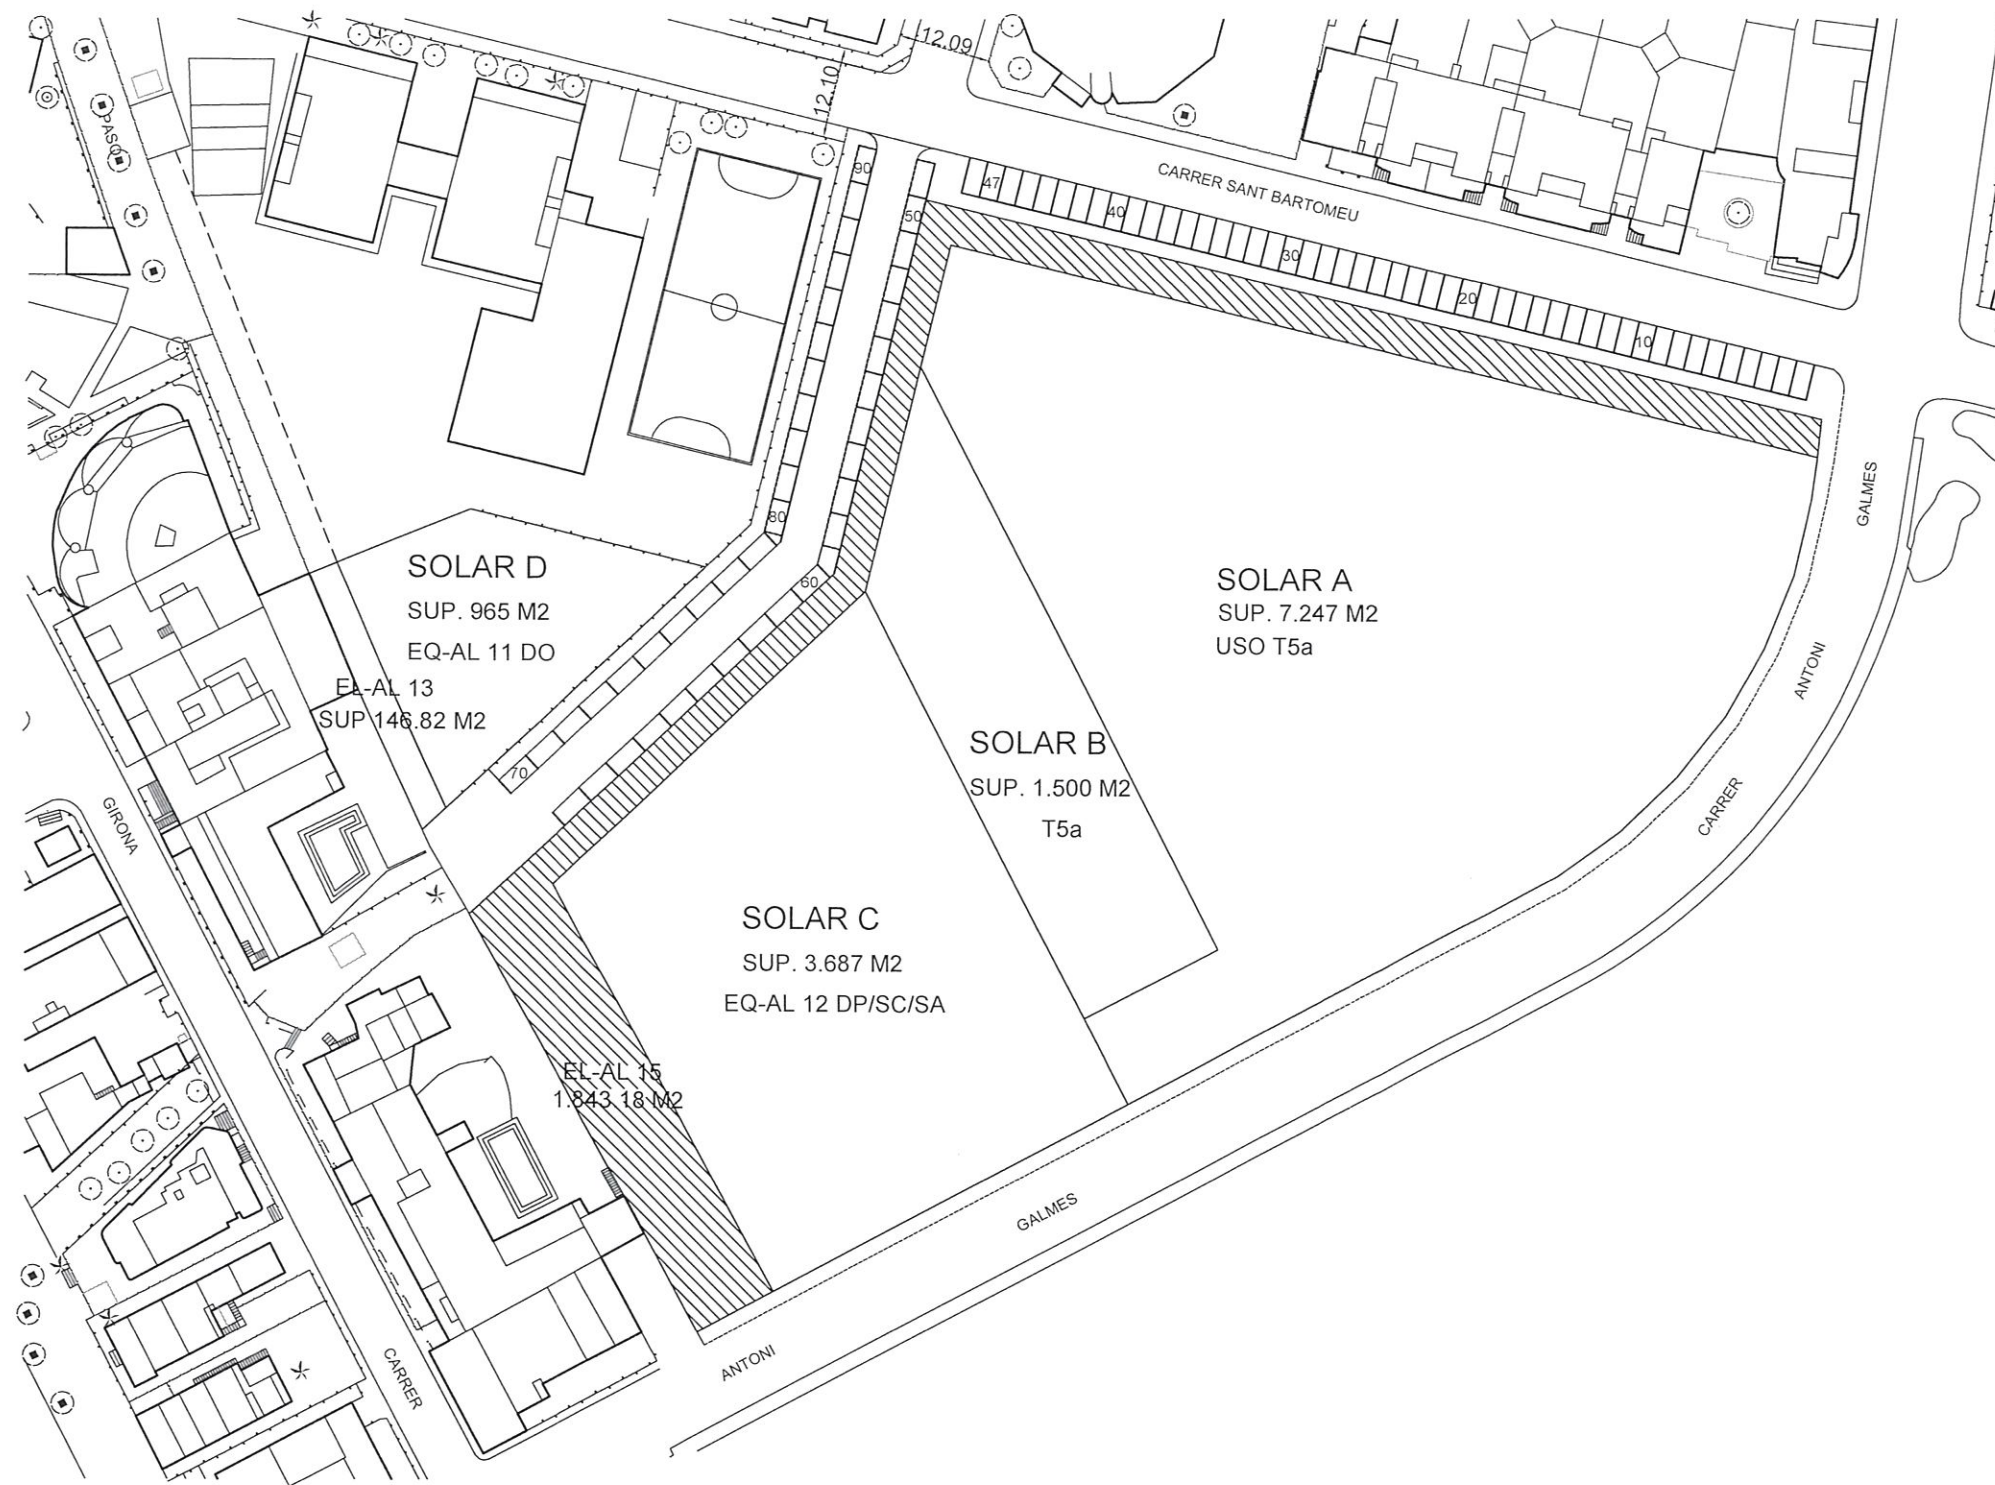 12.09
12.10
PASO
90
47
50
40
CARRER SANT BARTOMEU
30
20
10
GALMES
80
60
SOLAR D
SUP. 965 M2
EQ-AL 11 DO
EL-AL 13
SUP 146.82 M2
SOLAR A
SUP. 7.247 M2
USO T5a
ANTONI
70
SOLAR B
SUP. 1.500 M2
T5a
GIRONA
CARRER
SOLAR C
SUP. 3.687 M2
EQ-AL 12 DP/SC/SA
EL-AL 15
1.843.18 M2
GALMES
ANTONI
CARRER